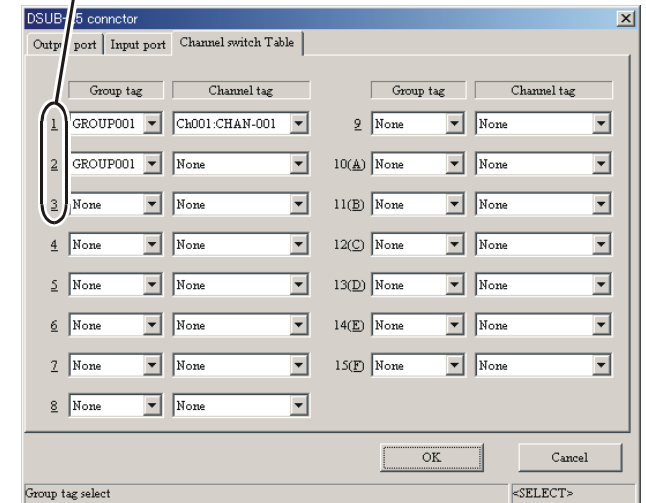 DSUB-25 connctor
Output port Input port Channel switch Table
Group tag Channel tag Group tag Channel tag
1 GROUP001 Ch001:CHAN-001 9 None None
2 GROUP001 None 10(A) None None
3 None None 11(B) None None
4 None None 12(C) None None
5 None None 13(D) None None
6 None None 14(E) None None
7 None None 15(F) None None
8 None None
OK Cancel
Group tag select <SELECT>